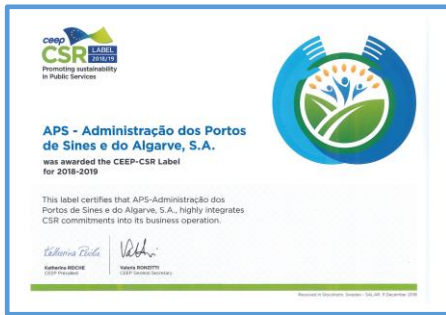 ceep
CSR LABEL
2018/19
Promoting sustainability
in Public Services
APS - Administração dos Portos
de Sines e do Algarve, S.A.
was awarded the CEEP-CSR Label
for 2018-2019
This label certifies that APS-Administração dos
Portos de Sines e do Algarve, S.A., highly integrates
CSR commitments into its business operation.
Katherina REICHE
CEEP President
Valeria RONZITTI
CEEP General Secretary